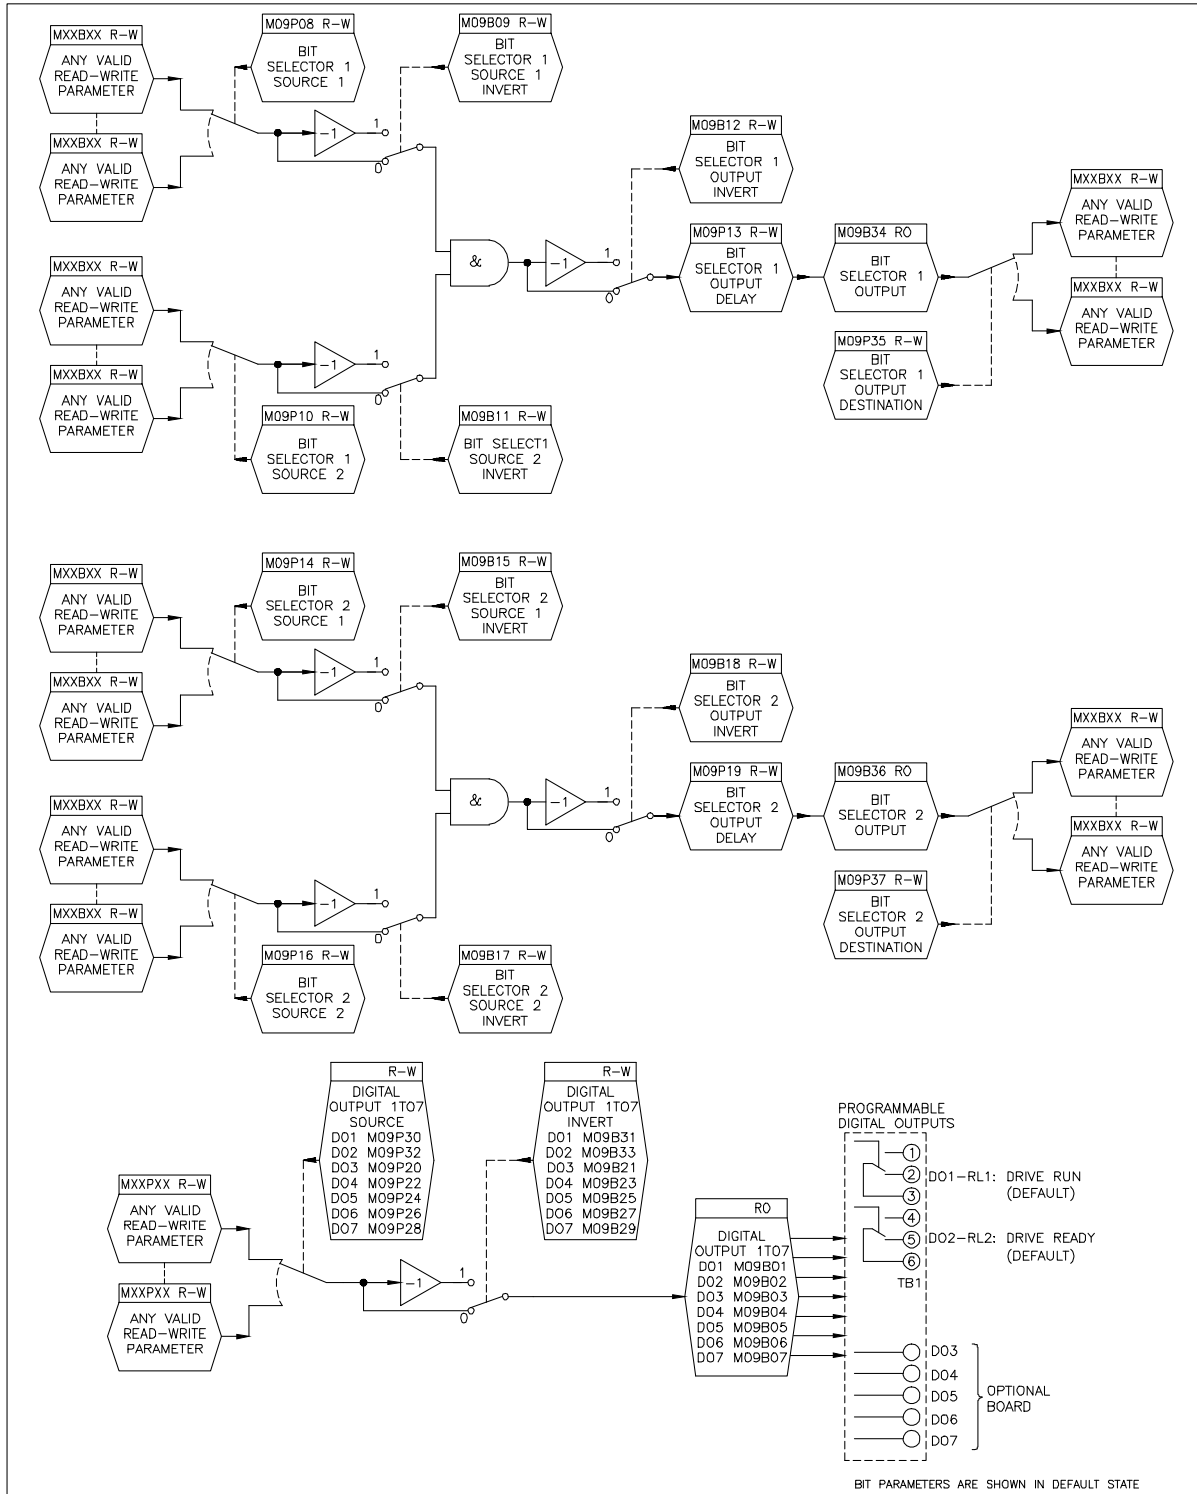 MXXBXX R-W
ANY VALID
READ-WRITE
PARAMETER
MXXBXX R-W
ANY VALID
READ-WRITE
PARAMETER
M09P08 R-W
BIT
SELECTOR 1
SOURCE 1
M09B09 R-W
BIT
SELECTOR 1
SOURCE 1
INVERT
-1
1
0
MXXBXX R-W
ANY VALID
READ-WRITE
PARAMETER
MXXBXX R-W
ANY VALID
READ-WRITE
PARAMETER
-1
1
0
M09P10 R-W
BIT
SELECTOR 1
SOURCE 2
M09B11 R-W
BIT SELECT1
SOURCE 2
INVERT
&
-1
1
0
M09B12 R-W
BIT
SELECTOR 1
OUTPUT
INVERT
M09P13 R-W
BIT
SELECTOR 1
OUTPUT
DELAY
M09B34 RO
BIT
SELECTOR 1
OUTPUT
M09P35 R-W
BIT
SELECTOR 1
OUTPUT
DESTINATION
MXXBXX R-W
ANY VALID
READ-WRITE
PARAMETER
MXXBXX R-W
ANY VALID
READ-WRITE
PARAMETER
MXXBXX R-W
ANY VALID
READ-WRITE
PARAMETER
MXXBXX R-W
ANY VALID
READ-WRITE
PARAMETER
M09P14 R-W
BIT
SELECTOR 2
SOURCE 1
M09B15 R-W
BIT
SELECTOR 2
SOURCE 1
INVERT
-1
1
0
MXXBXX R-W
ANY VALID
READ-WRITE
PARAMETER
MXXBXX R-W
ANY VALID
READ-WRITE
PARAMETER
-1
1
0
M09P16 R-W
BIT
SELECTOR 2
SOURCE 2
M09B17 R-W
BIT
SELECTOR 2
SOURCE 2
INVERT
&
-1
1
0
M09B18 R-W
BIT
SELECTOR 2
OUTPUT
INVERT
M09P19 R-W
BIT
SELECTOR 2
OUTPUT
DELAY
M09B36 RO
BIT
SELECTOR 2
OUTPUT
M09P37 R-W
BIT
SELECTOR 2
OUTPUT
DESTINATION
MXXBXX R-W
ANY VALID
READ-WRITE
PARAMETER
MXXBXX R-W
ANY VALID
READ-WRITE
PARAMETER
MXXPXX R-W
ANY VALID
READ-WRITE
PARAMETER
MXXPXX R-W
ANY VALID
READ-WRITE
PARAMETER
R-W
DIGITAL
OUTPUT 1TO7
SOURCE
DO1 M09P30
DO2 M09P32
DO3 M09P20
DO4 M09P22
DO5 M09P24
DO6 M09P26
DO7 M09P28
-1
1
0
R-W
DIGITAL
OUTPUT 1TO7
INVERT
DO1 M09B31
DO2 M09B33
DO3 M09B21
DO4 M09B23
DO5 M09B25
DO6 M09B27
DO7 M09B29
RO
DIGITAL
OUTPUT 1TO7
DO1 M09B01
DO2 M09B02
DO3 M09B03
DO4 M09B04
DO5 M09B05
DO6 M09B06
DO7 M09B07
PROGRAMMABLE
DIGITAL OUTPUTS
1
2
3
DO1-RL1: DRIVE RUN
(DEFAULT)
4
5
6
DO2-RL2: DRIVE READY
(DEFAULT)
TB1
DO3
DO4
DO5
DO6
DO7
OPTIONAL
BOARD
BIT PARAMETERS ARE SHOWN IN DEFAULT STATE